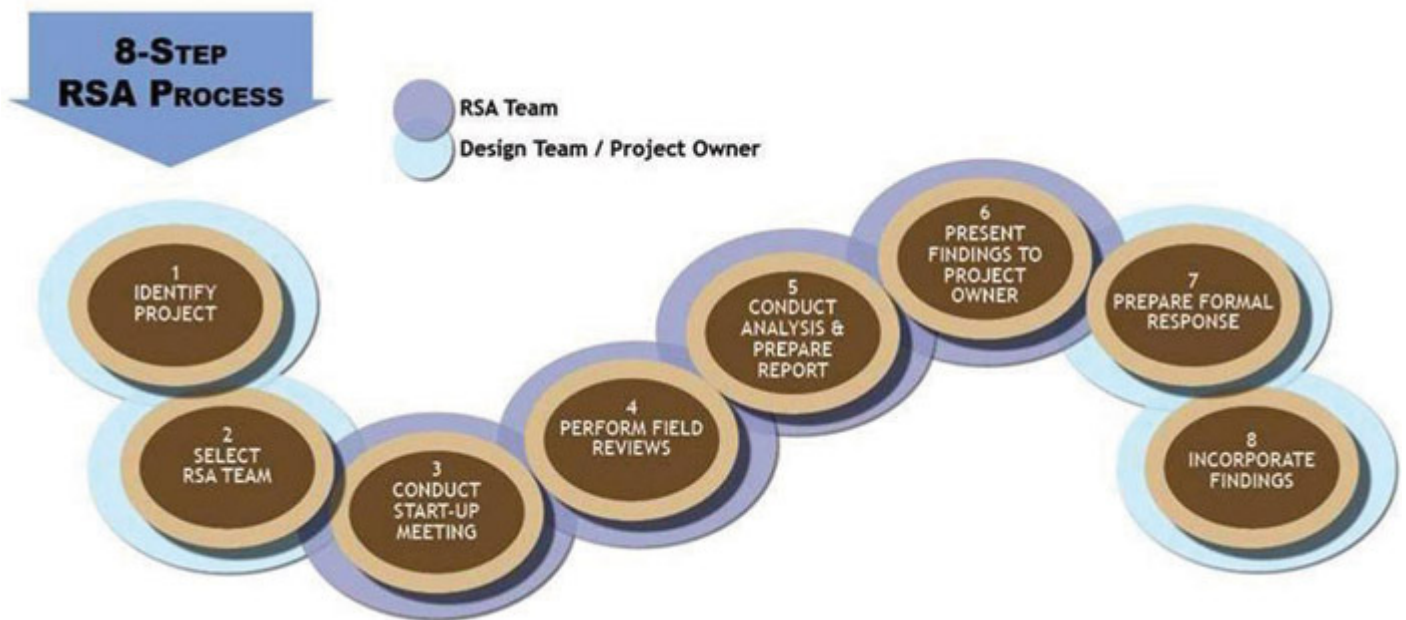 8-STEP
RSA PROCESS
RSA Team
Design Team / Project Owner
1
IDENTIFY
PROJECT
2
SELECT
RSA TEAM
3
CONDUCT
START-UP
MEETING
4
PERFORM FIELD
REVIEWS
5
CONDUCT
ANALYSIS &
PREPARE
REPORT
6
PRESENT
FINDINGS TO
PROJECT
OWNER
7
PREPARE FORMAL
RESPONSE
8
INCORPORATE
FINDINGS